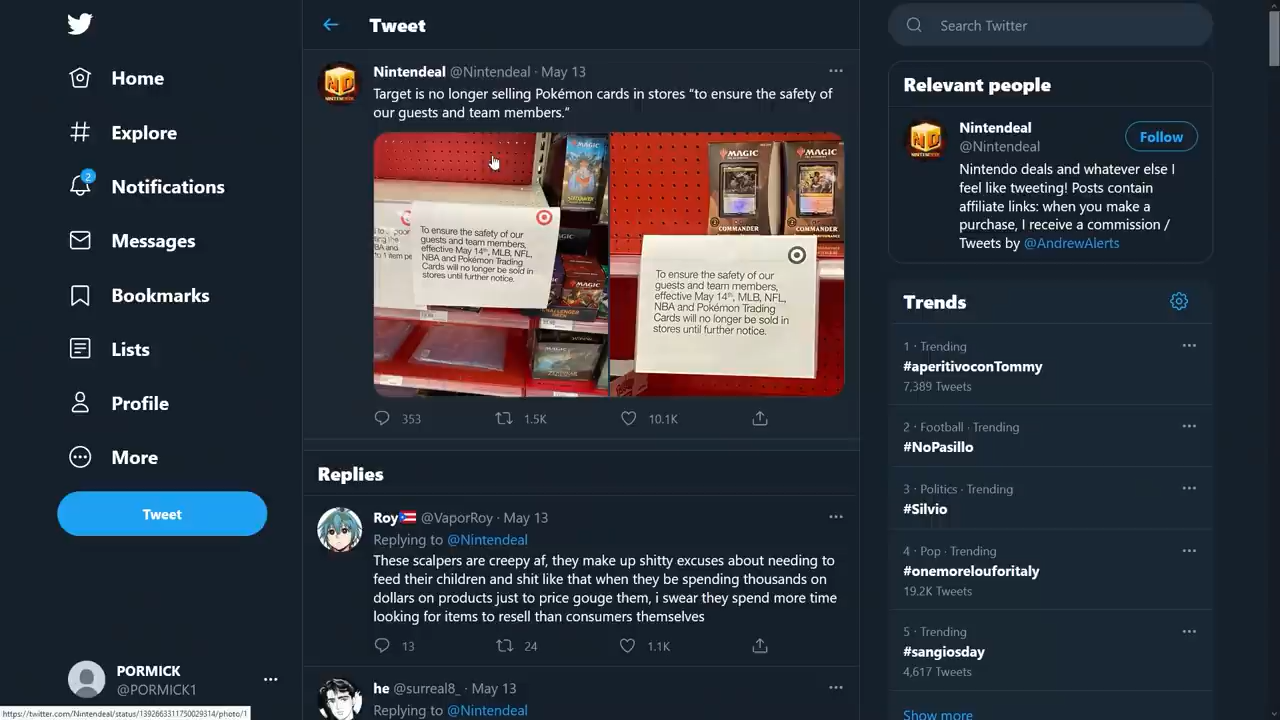 Home
Explore
2
Notifications
Messages
Bookmarks
Lists
Profile
More
Tweet
PORMICK
@PORMICK1
https://twitter.com/Nintendeal/status/1392663311750029314/photo/1
Tweet
Nintendeal @Nintendeal · May 13
Target is no longer selling Pokémon cards in stores “to ensure the safety of
our guests and team members.”
MAGIC
To ensure the safety of our
guests and team members,
effective May 14th, MLB, NFL,
NBA and Pokémon Trading
Cards will no longer be sold in
stores until further notice.
MAGIC
MAGIC
MAGIC
COMMANDER
COMMANDER
To ensure the safety of our
guests and team members,
effective May 14th, MLB, NFL,
NBA and Pokémon Trading
Cards will no longer be sold in
stores until further notice.
353
1.5K
10.1K
Replies
Roy @VaporRoy · May 13
Replying to @Nintendeal
These scalpers are creepy af, they make up shitty excuses about needing to
feed their children and shit like that when they be spending thousands on
dollars on products just to price gouge them, i swear they spend more time
looking for items to resell than consumers themselves
13
24
1.1K
he @surreal8_ · May 13
Replying to @Nintendeal
Search Twitter
Relevant people
Nintendeal
@Nintendeal
Follow
Nintendo deals and whatever else I
feel like tweeting! Posts contain
affiliate links: when you make a
purchase, I receive a commission /
Tweets by @AndrewAlerts
Trends
1 · Trending
#aperitivoconTommy
7,389 Tweets
2 · Football · Trending
#NoPasillo
3 · Politics · Trending
#Silvio
4 · Pop · Trending
#onemorelouforitaly
19.2K Tweets
5 · Trending
#sangiosday
4,617 Tweets
Show more